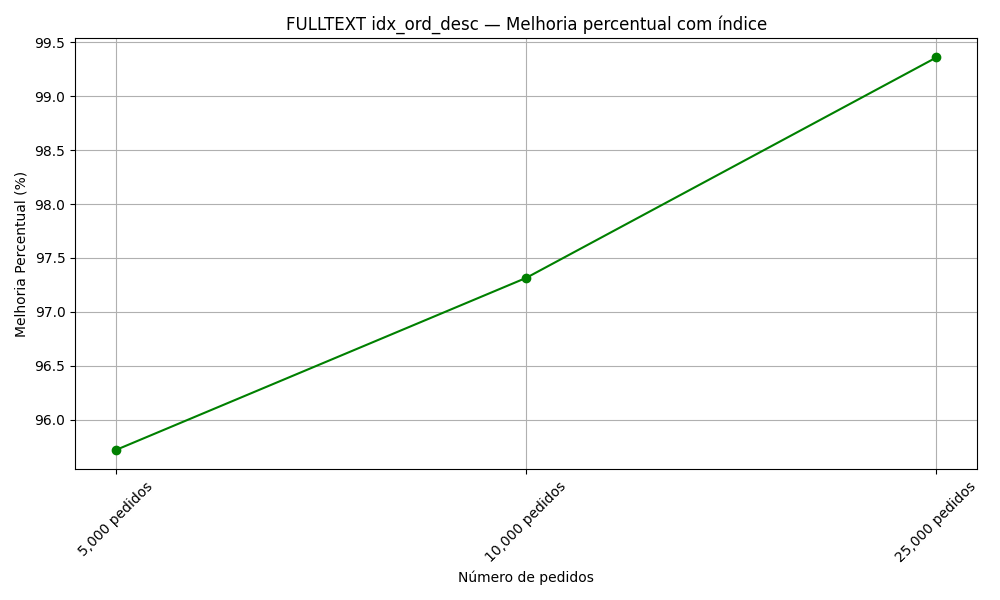 FULLTEXT idx_ord_desc — Melhoria percentual com índice
99.5
99.0
98.5
98.0
97.5
97.0
96.5
96.0
Melhoria Percentual (%)
5,000 pedidos
10,000 pedidos
25,000 pedidos
Número de pedidos